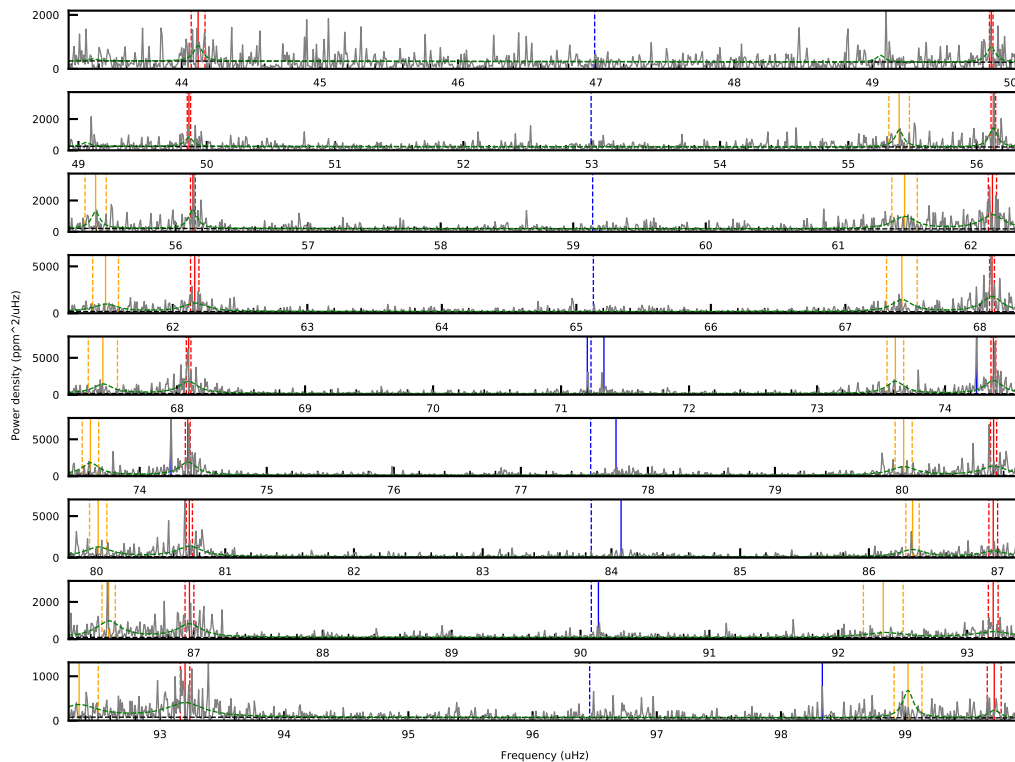 2000
0
44 45 46 47 48 49 50
2000
0
49 50 51 52 53 54 55 56
2000
0
56 57 58 59 60 61 62
5000
0
62 63 64 65 66 67 68
5000
0
68 69 70 71 72 73 74
5000
0
74 75 76 77 78 79 80
5000
0
80 81 82 83 84 85 86 87
2000
0
87 88 89 90 91 92 93
1000
0
93 94 95 96 97 98 99
Power density (ppm^2/uHz)
Frequency (uHz)